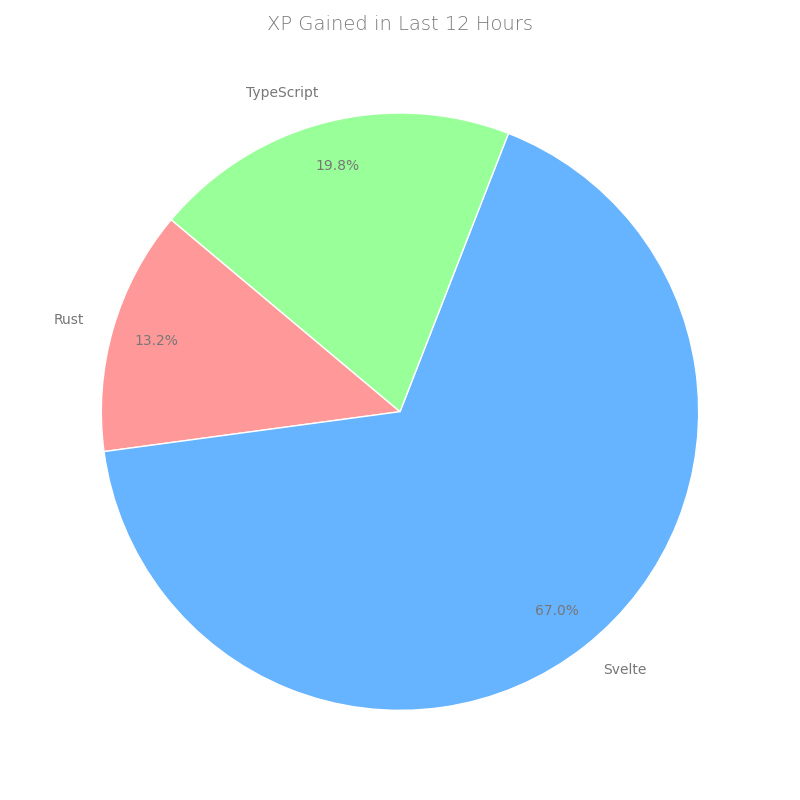 XP Gained in Last 12 Hours
TypeScript
19.8%
Rust
13.2%
67.0%
Svelte